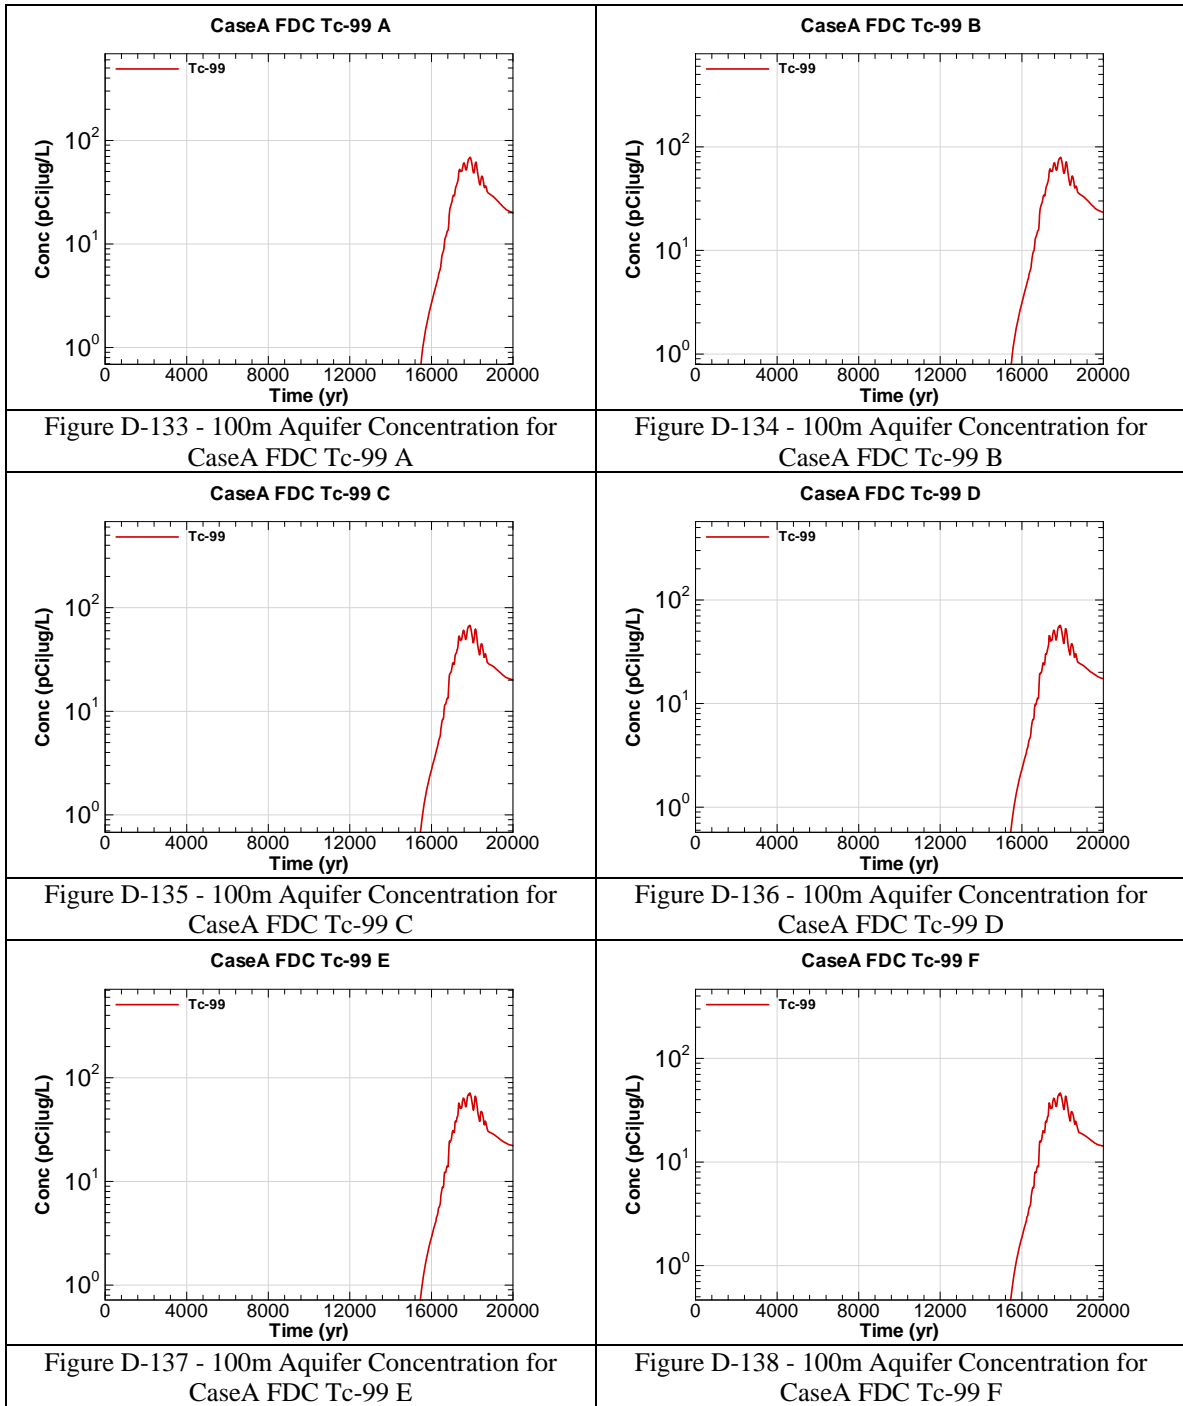 CaseA FDC Tc-99 A
Tc-99
Conc (pCi|ug/L)
10^2
10^1
10^0
0 4000 8000 12000 16000 20000
Time (yr)
Figure D-133 - 100m Aquifer Concentration for
CaseA FDC Tc-99 A
CaseA FDC Tc-99 B
Tc-99
Conc (pCi|ug/L)
10^2
10^1
10^0
0 4000 8000 12000 16000 20000
Time (yr)
Figure D-134 - 100m Aquifer Concentration for
CaseA FDC Tc-99 B
CaseA FDC Tc-99 C
Tc-99
Conc (pCi|ug/L)
10^2
10^1
10^0
0 4000 8000 12000 16000 20000
Time (yr)
Figure D-135 - 100m Aquifer Concentration for
CaseA FDC Tc-99 C
CaseA FDC Tc-99 D
Tc-99
Conc (pCi|ug/L)
10^2
10^1
10^0
0 4000 8000 12000 16000 20000
Time (yr)
Figure D-136 - 100m Aquifer Concentration for
CaseA FDC Tc-99 D
CaseA FDC Tc-99 E
Tc-99
Conc (pCi|ug/L)
10^2
10^1
10^0
0 4000 8000 12000 16000 20000
Time (yr)
Figure D-137 - 100m Aquifer Concentration for
CaseA FDC Tc-99 E
CaseA FDC Tc-99 F
Tc-99
Conc (pCi|ug/L)
10^2
10^1
10^0
0 4000 8000 12000 16000 20000
Time (yr)
Figure D-138 - 100m Aquifer Concentration for
CaseA FDC Tc-99 F